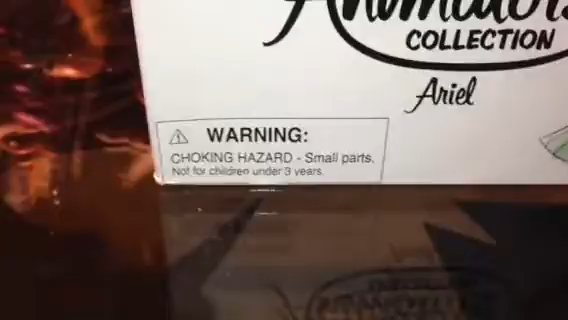 COLLECTION
Ariel
⚠ WARNING:
CHOKING HAZARD - Small parts.
Not for children under 3 years.